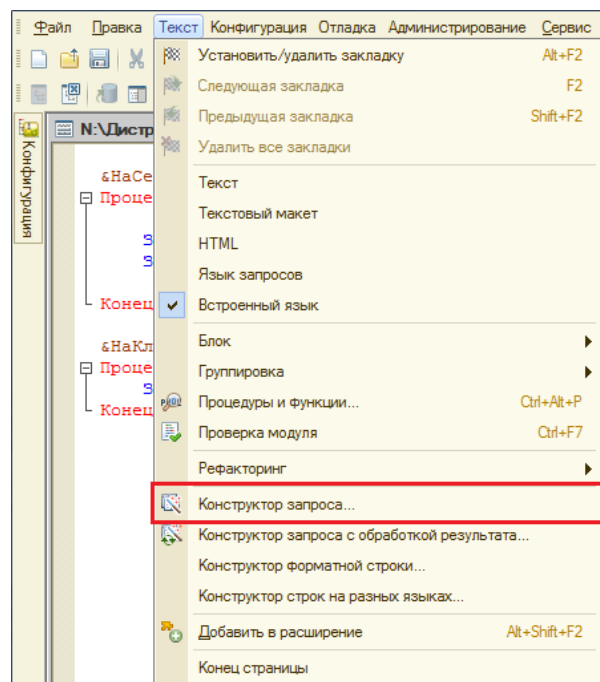 Файл Правка Текст Конфигурация Отладка Администрирование Сервис
Установить/удалить закладку Alt+F2
Следующая закладка F2
Предыдущая закладка Shift+F2
Удалить все закладки
N:\Дистр
Конфигурация
&НаСе
Проце
З
З
Конец
&НаКл
Проце
З
Конец
Текст
Текстовый макет
HTML
Язык запросов
Встроенный язык
Блок
Группировка
Процедуры и функции... Ctrl+Alt+P
Проверка модуля Ctrl+F7
Рефакторинг
Конструктор запроса...
Конструктор запроса с обработкой результата...
Конструктор форматной строки...
Конструктор строк на разных языках...
Добавить в расширение Alt+Shift+F2
Конец страницы